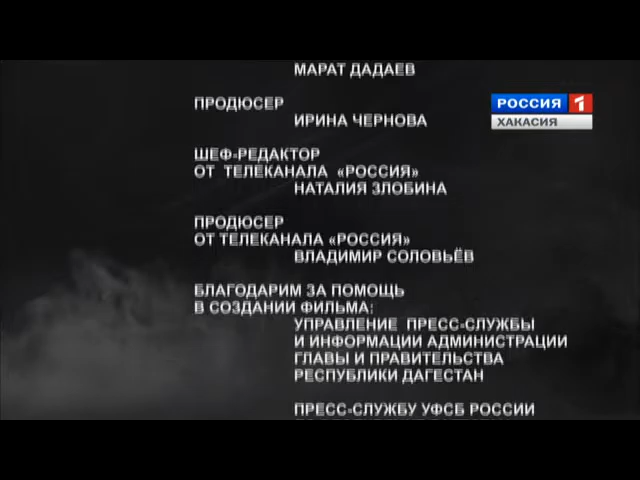 МАРАТ ДАДАЕВ
ПРОДЮСЕР
ИРИНА ЧЕРНОВА
ШЕФ-РЕДАКТОР
ОТ ТЕЛЕКАНАЛА «РОССИЯ»
НАТАЛИЯ ЗЛОБИНА
ПРОДЮСЕР
ОТ ТЕЛЕКАНАЛА «РОССИЯ»
ВЛАДИМИР СОЛОВЬЁВ
БЛАГОДАРИМ ЗА ПОМОЩЬ
В СОЗДАНИИ ФИЛЬМА:
УПРАВЛЕНИЕ ПРЕСС-СЛУЖБЫ
И ИНФОРМАЦИИ АДМИНИСТРАЦИИ
ГЛАВЫ И ПРАВИТЕЛЬСТВА
РЕСПУБЛИКИ ДАГЕСТАН
ПРЕСС-СЛУЖБУ УФСБ РОССИИ
РОССИЯ 1
ХАКАСИЯ